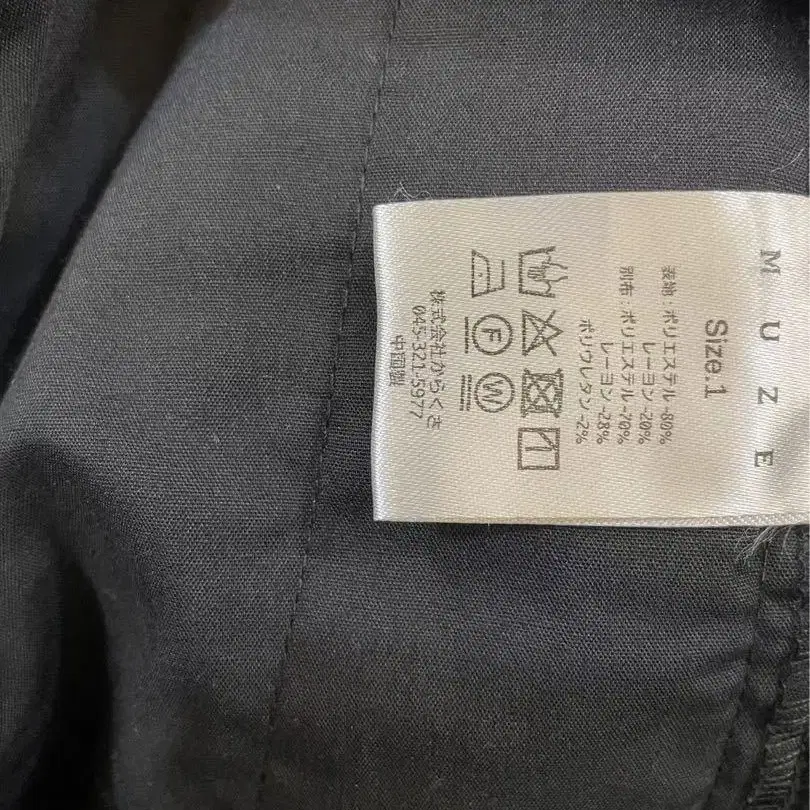 M U Z E
Size.1
表袖:ポリエステル-80%
レーヨン-20%
別布:ポリエステル-70%
レーヨン-28%
ポリウレタン-2%
F W
株式会社からくさ
045-321-5977
中国製